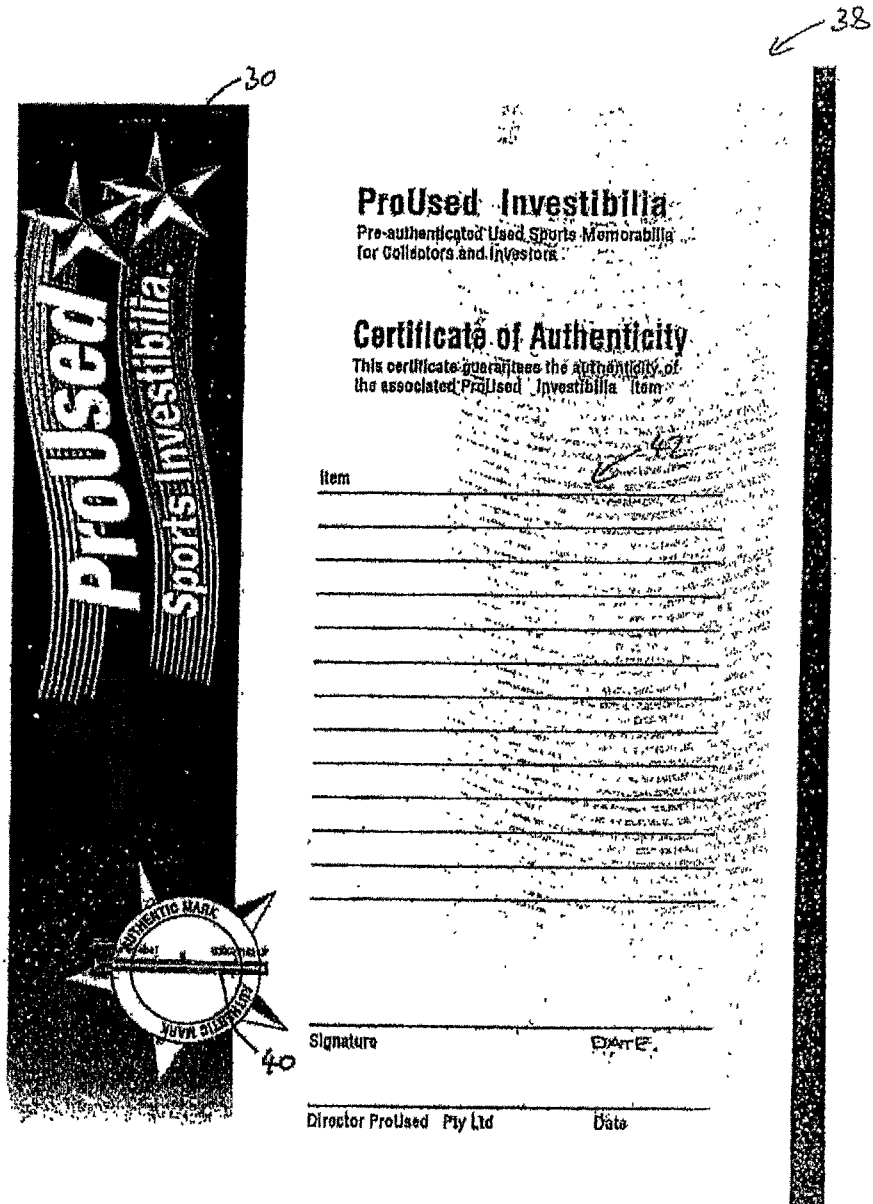 38
30
ProUsed
Sports Investibilia.
ProUsed Investibilia
Pre-authenticated Used Sports Memorabilia
for Collectors and Investors
Certificate of Authenticity
This certificate guarantees the authenticity of
the associated ProUsed Investibilia item
42
Item
AUTHENTIC MARK
AUTHENTIC MARK
40
Signature DATE
Director ProUsed Pty Ltd Date